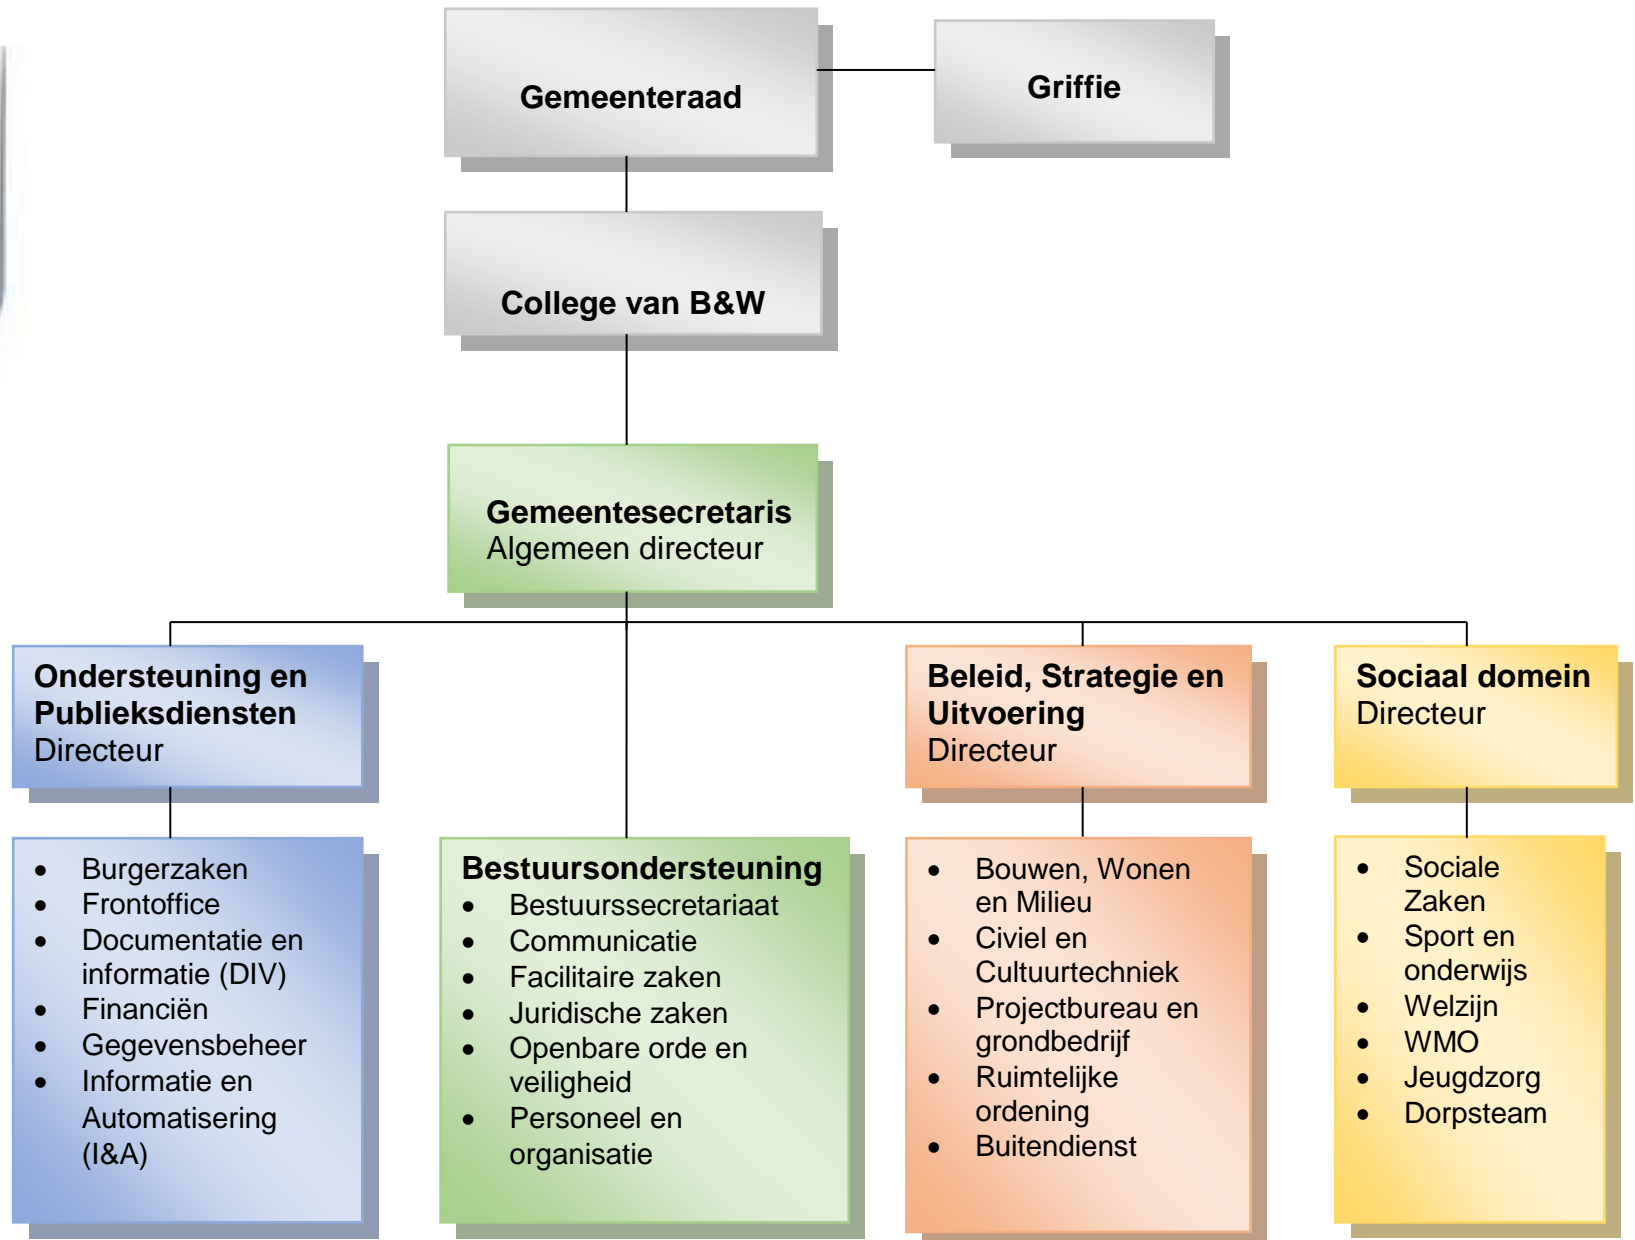 Gemeenteraad
Griffie
College van B&W
Gemeentesecretaris
Algemeen directeur
Ondersteuning en
Publieksdiensten
Directeur
Beleid, Strategie en
Uitvoering
Directeur
Sociaal domein
Directeur
• Burgerzaken
• Frontoffice
• Documentatie en
informatie (DIV)
• Financiën
• Gegevensbeheer
• Informatie en
Automatisering
(I&A)
Bestuursondersteuning
• Bestuurssecretariaat
• Communicatie
• Facilitaire zaken
• Juridische zaken
• Openbare orde en
veiligheid
• Personeel en
organisatie
• Bouwen, Wonen
en Milieu
• Civiel en
Cultuurtechniek
• Projectbureau en
grondbedrijf
• Ruimtelijke
ordening
• Buitendienst
• Sociale
Zaken
• Sport en
onderwijs
• Welzijn
• WMO
• Jeugdzorg
• Dorpsteam